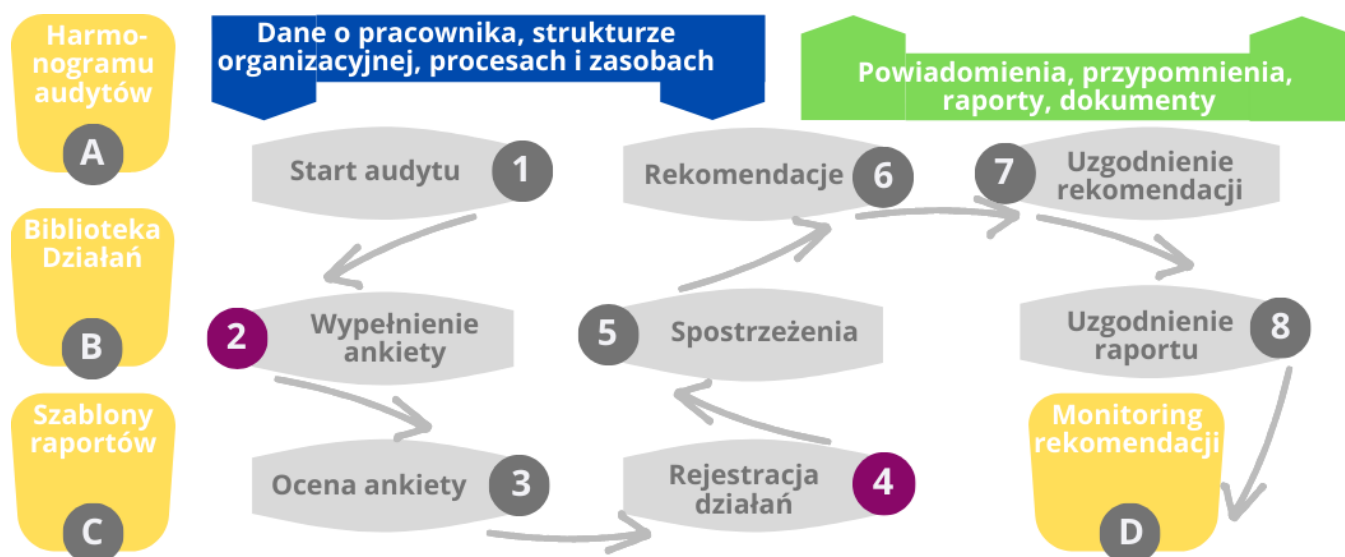 Harmo-
nogramu
audytów
A
Biblioteka
Działań
B
Szablony
raportów
C
Dane o pracownika, strukturze
organizacyjnej, procesach i zasobach
Powiadomienia, przypomnienia,
raporty, dokumenty
Start audytu
1
2
Wypełnienie
ankiety
Ocena ankiety
3
Rejestracja
działań
4
5
Spostrzeżenia
Rekomendacje
6
7
Uzgodnienie
rekomendacji
Uzgodnienie
raportu
8
Monitoring
rekomendacji
D